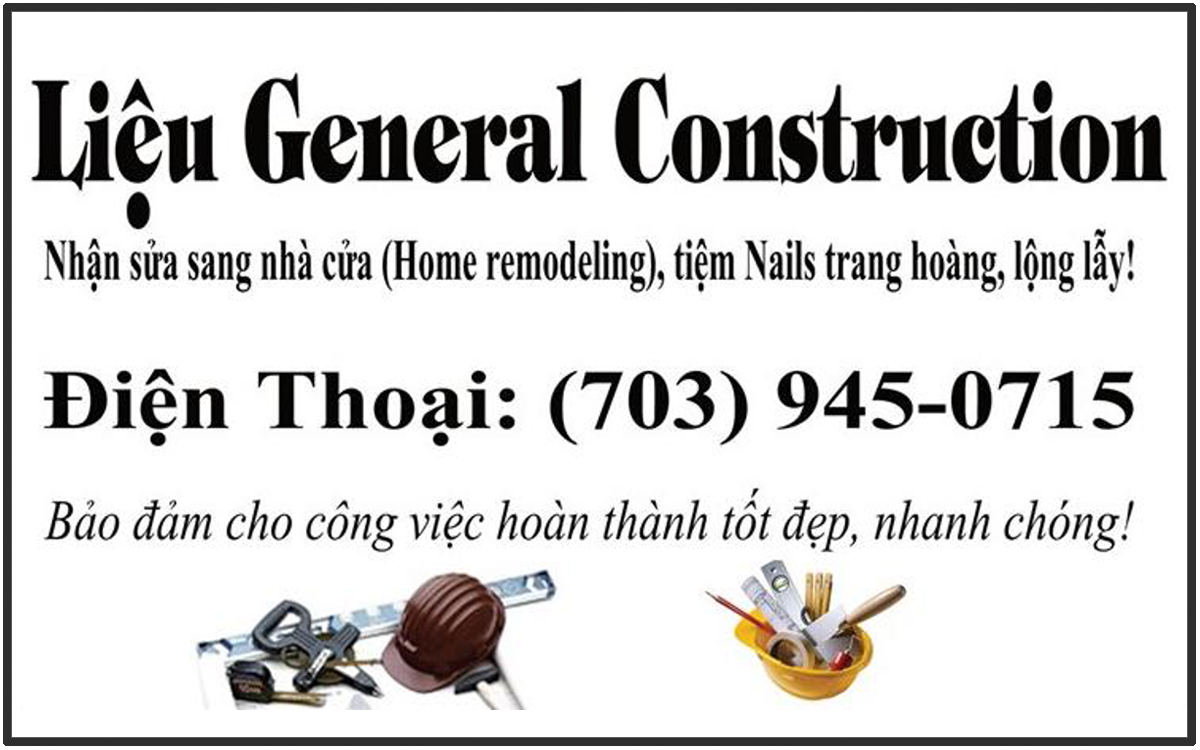 Liệu General Construction
Nhận sửa sang nhà cửa (Home remodeling), tiệm Nails trang hoàng, lộng lẫy!
Điện Thoại: (703) 945-0715
Bảo đảm cho công việc hoàn thành tốt đẹp, nhanh chóng!